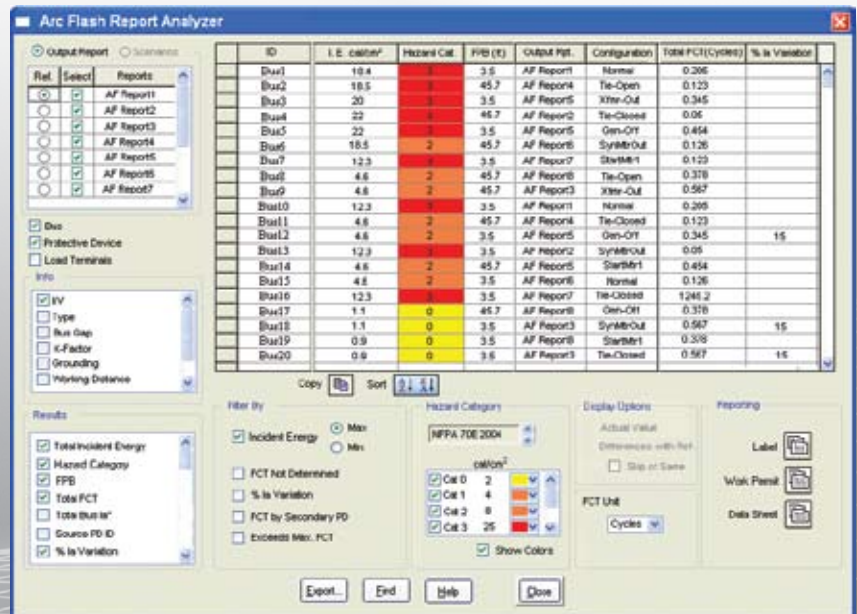 Arc Flash Report Analyzer
Output Report Scenarios
Ref. Select Reports
AF Report1
AF Report2
AF Report3
AF Report4
AF Report5
AF Report6
AF Report7
Bus
Protective Device
Load Terminals
Info
kV
Type
Bus Gap
K-Factor
Grounding
Working Distance
Results
Total Incident Energy
Hazard Category
FPB
Total FCT
Total Bus Ia"
Source PD ID
% Ia Variation
ID I.E. cal/cm² Hazard Cat. FPB (ft) Output Rpt. Configuration Total FCT(Cycles) % Ia Variation
Bus1 10.4 3.5 AF Report1 Normal 0.205
Bus2 18.5 45.7 AF Report4 Tie-Open 0.123
Bus3 20 3.5 AF Report5 Xfmr-Out 0.345
Bus4 22 45.7 AF Report2 Tie-Closed 0.05
Bus5 22 3.5 AF Report5 Gen-Off 0.454
Bus6 18.5 2 45.7 AF Report6 SynMtrOut 0.126
Bus7 12.3 3.5 AF Report7 StartMtr1 0.123
Bus8 4.6 2 45.7 AF Report8 Tie-Open 0.378
Bus9 4.6 2 45.7 AF Report3 Xfmr-Out 0.567
Bus10 12.3 3.5 AF Report1 Normal 0.205
Bus11 4.6 2 45.7 AF Report4 Tie-Closed 0.123
Bus12 4.6 2 3.5 AF Report5 Gen-Off 0.345 15
Bus13 12.3 3.5 AF Report2 SynMtrOut 0.05
Bus14 4.6 2 45.7 AF Report5 StartMtr1 0.454
Bus15 4.6 2 3.5 AF Report6 Normal 0.126
Bus16 12.3 3.5 AF Report7 Tie-Closed 1246.2
Bus17 1.1 0 45.7 AF Report8 Gen-Off 0.378
Bus18 1.1 0 3.5 AF Report3 SynMtrOut 0.567 15
Bus19 0.9 0 3.5 AF Report8 StartMtr1 0.378
Bus20 0.9 0 3.5 AF Report3 Tie-Closed 0.567 15
Copy Sort
Filter By
Incident Energy Max
Min
FCT Not Determined
% Ia Variation
FCT by Secondary PD
Exceeds Max. FCT
Hazard Category
NFPA 70E 2004
cal/cm²
Cat 0 2
Cat 1 4
Cat 2 8
Cat 3 25
Show Colors
Display Options
Actual Value
Differences with Ref.
Skip if Same
FCT Unit
Cycles
Reporting
Label
Work Permit
Data Sheet
Export... Find Help Close